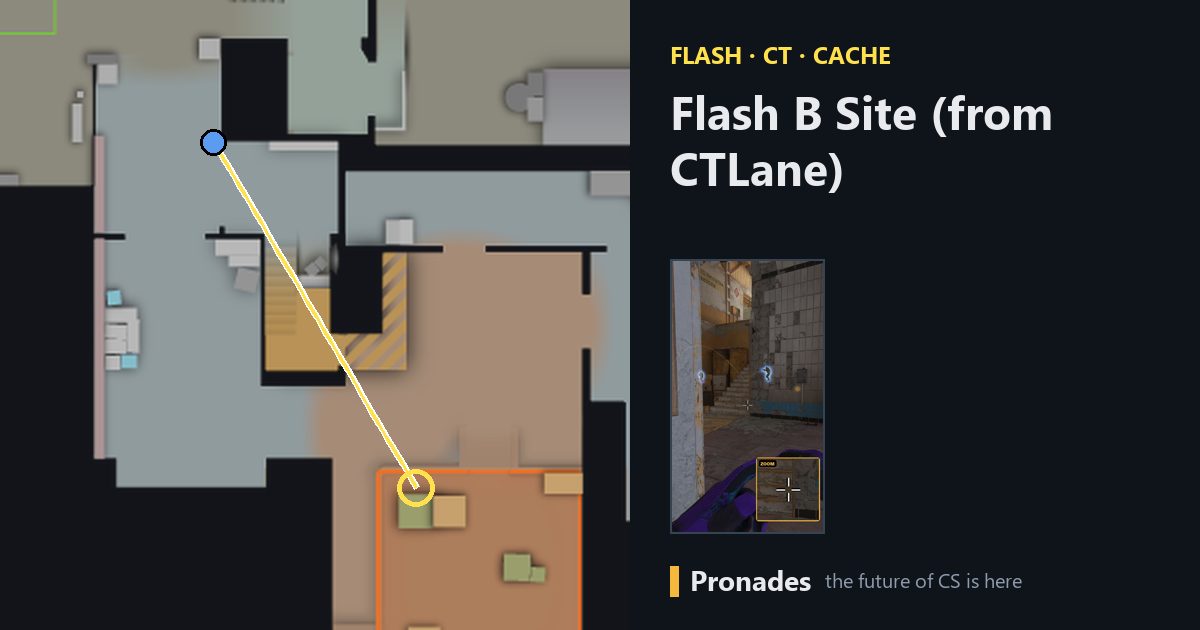 FLASH · CT · CACHE
Flash B Site (from
CTLane)
ZOOM
Pronades the future of CS is here